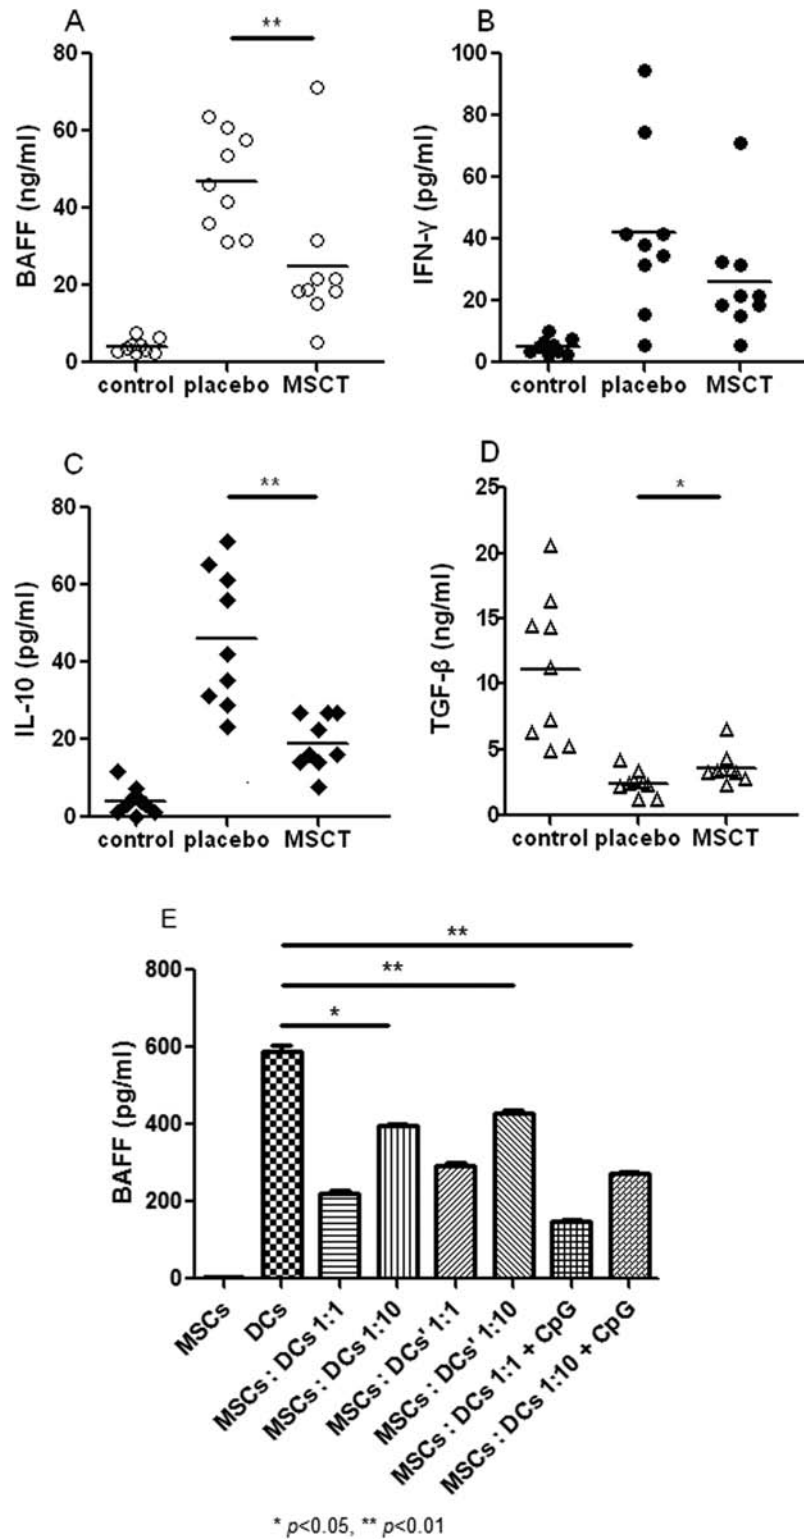 A
**
80
60
40
20
0
BAFF (ng/ml)
control placebo MSCT
B
100
80
60
40
20
0
IFN-γ (pg/ml)
control placebo MSCT
C
**
80
60
40
20
0
IL-10 (pg/ml)
control placebo MSCT
D
*
25
20
15
10
5
0
TGF-β (ng/ml)
control placebo MSCT
E
**
**
*
800
600
400
200
0
BAFF (pg/ml)
MSCs
DCs
MSCs : DCs 1:1
MSCs : DCs 1:10
MSCs : DCs' 1:1
MSCs : DCs' 1:10
MSCs : DCs 1:1 + CpG
MSCs : DCs 1:10 + CpG
* p<0.05, ** p<0.01